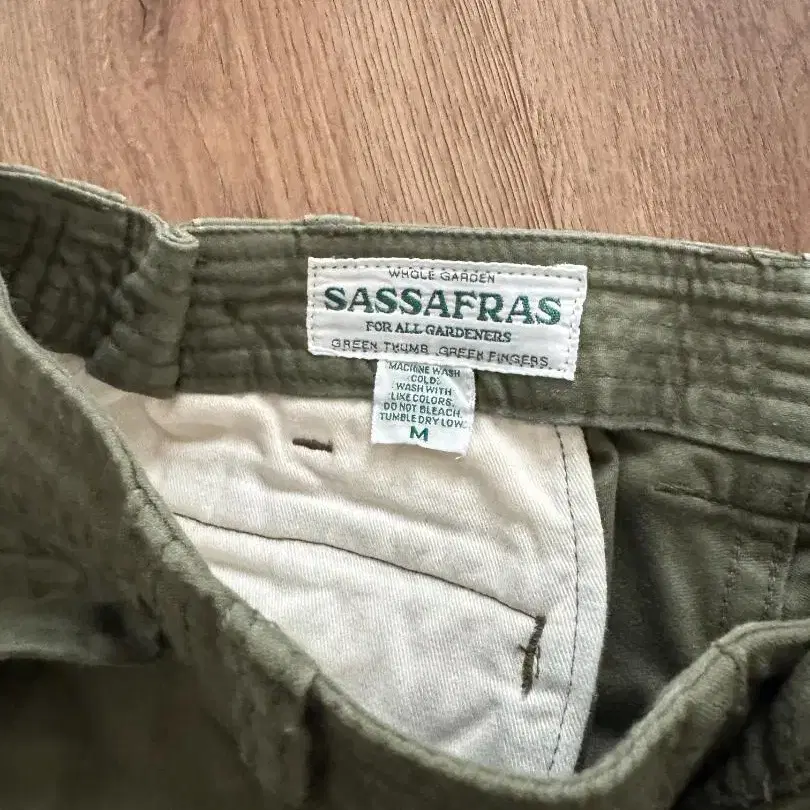 WHOLE GARDEN
SASSAFRAS
FOR ALL GARDENERS
GREEN THUMB GREEN FINGERS
MACHINE WASH
COLD.
WASH WITH
LIKE COLORS.
DO NOT BLEACH.
TUMBLE DRY LOW.
M